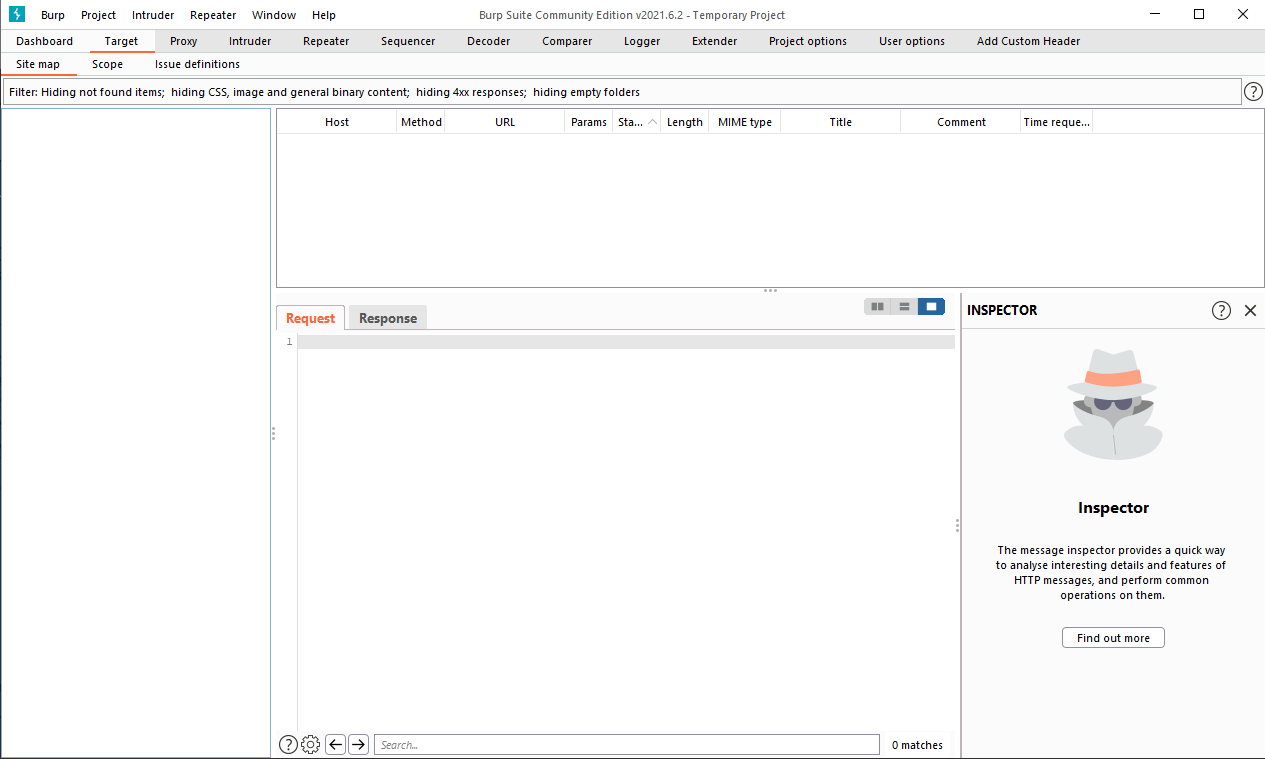 Burp Project Intruder Repeater Window Help Burp Suite Community Edition v2021.6.2 - Temporary Project
Dashboard Target Proxy Intruder Repeater Sequencer Decoder Comparer Logger Extender Project options User options Add Custom Header
Site map Scope Issue definitions
Filter: Hiding not found items; hiding CSS, image and general binary content; hiding 4xx responses; hiding empty folders ?
Host Method URL Params Sta... Length MIME type Title Comment Time reque...
Request Response
1
INSPECTOR ?
Inspector
The message inspector provides a quick way
to analyse interesting details and features of
HTTP messages, and perform common
operations on them.
Find out more
? Search... 0 matches